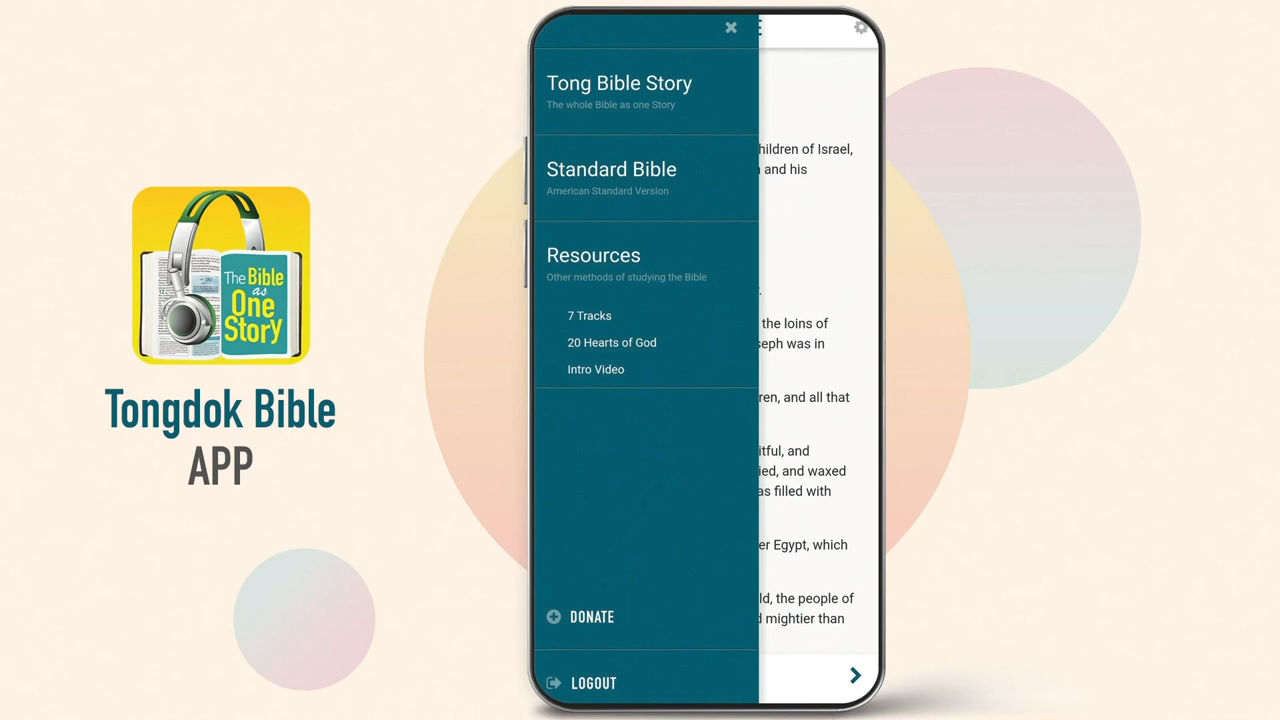 The Bible
as
One
Story
Tongdok Bible
APP
Tong Bible Story
The whole Bible as one Story
Standard Bible
American Standard Version
Resources
Other methods of studying the Bible
7 Tracks
20 Hearts of God
Intro Video
DONATE
LOGOUT
hildren of Israel,
and his
the loins of
seph was in
ren, and all that
itful, and
ied, and waxed
as filled with
er Egypt, which
ld, the people of
mightier than